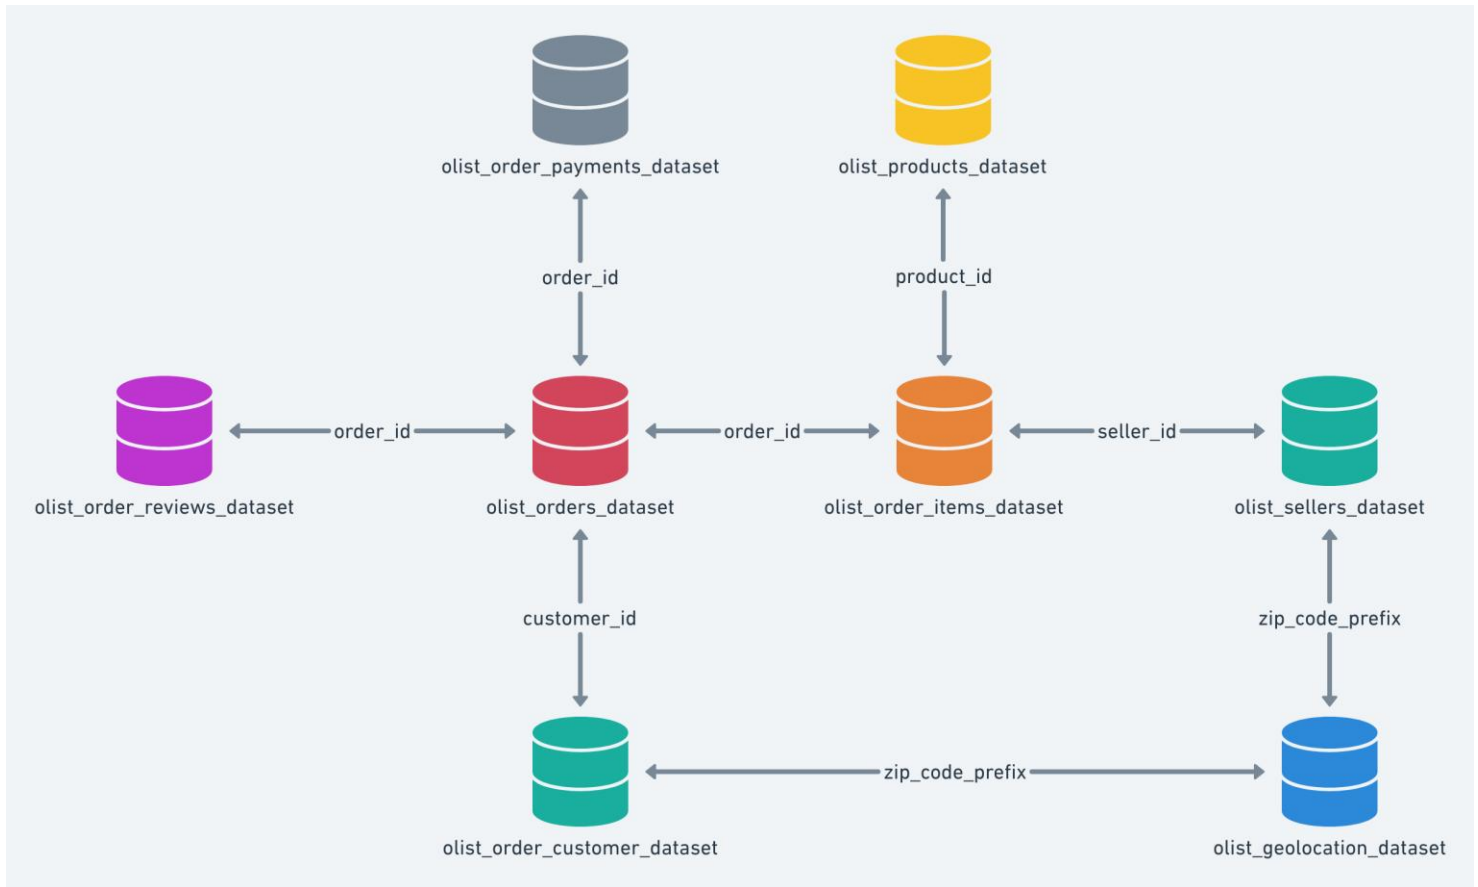 olist_order_payments_dataset
olist_products_dataset
order_id
product_id
order_id
order_id
seller_id
olist_order_reviews_dataset
olist_orders_dataset
olist_order_items_dataset
olist_sellers_dataset
customer_id
zip_code_prefix
zip_code_prefix
olist_order_customer_dataset
olist_geolocation_dataset